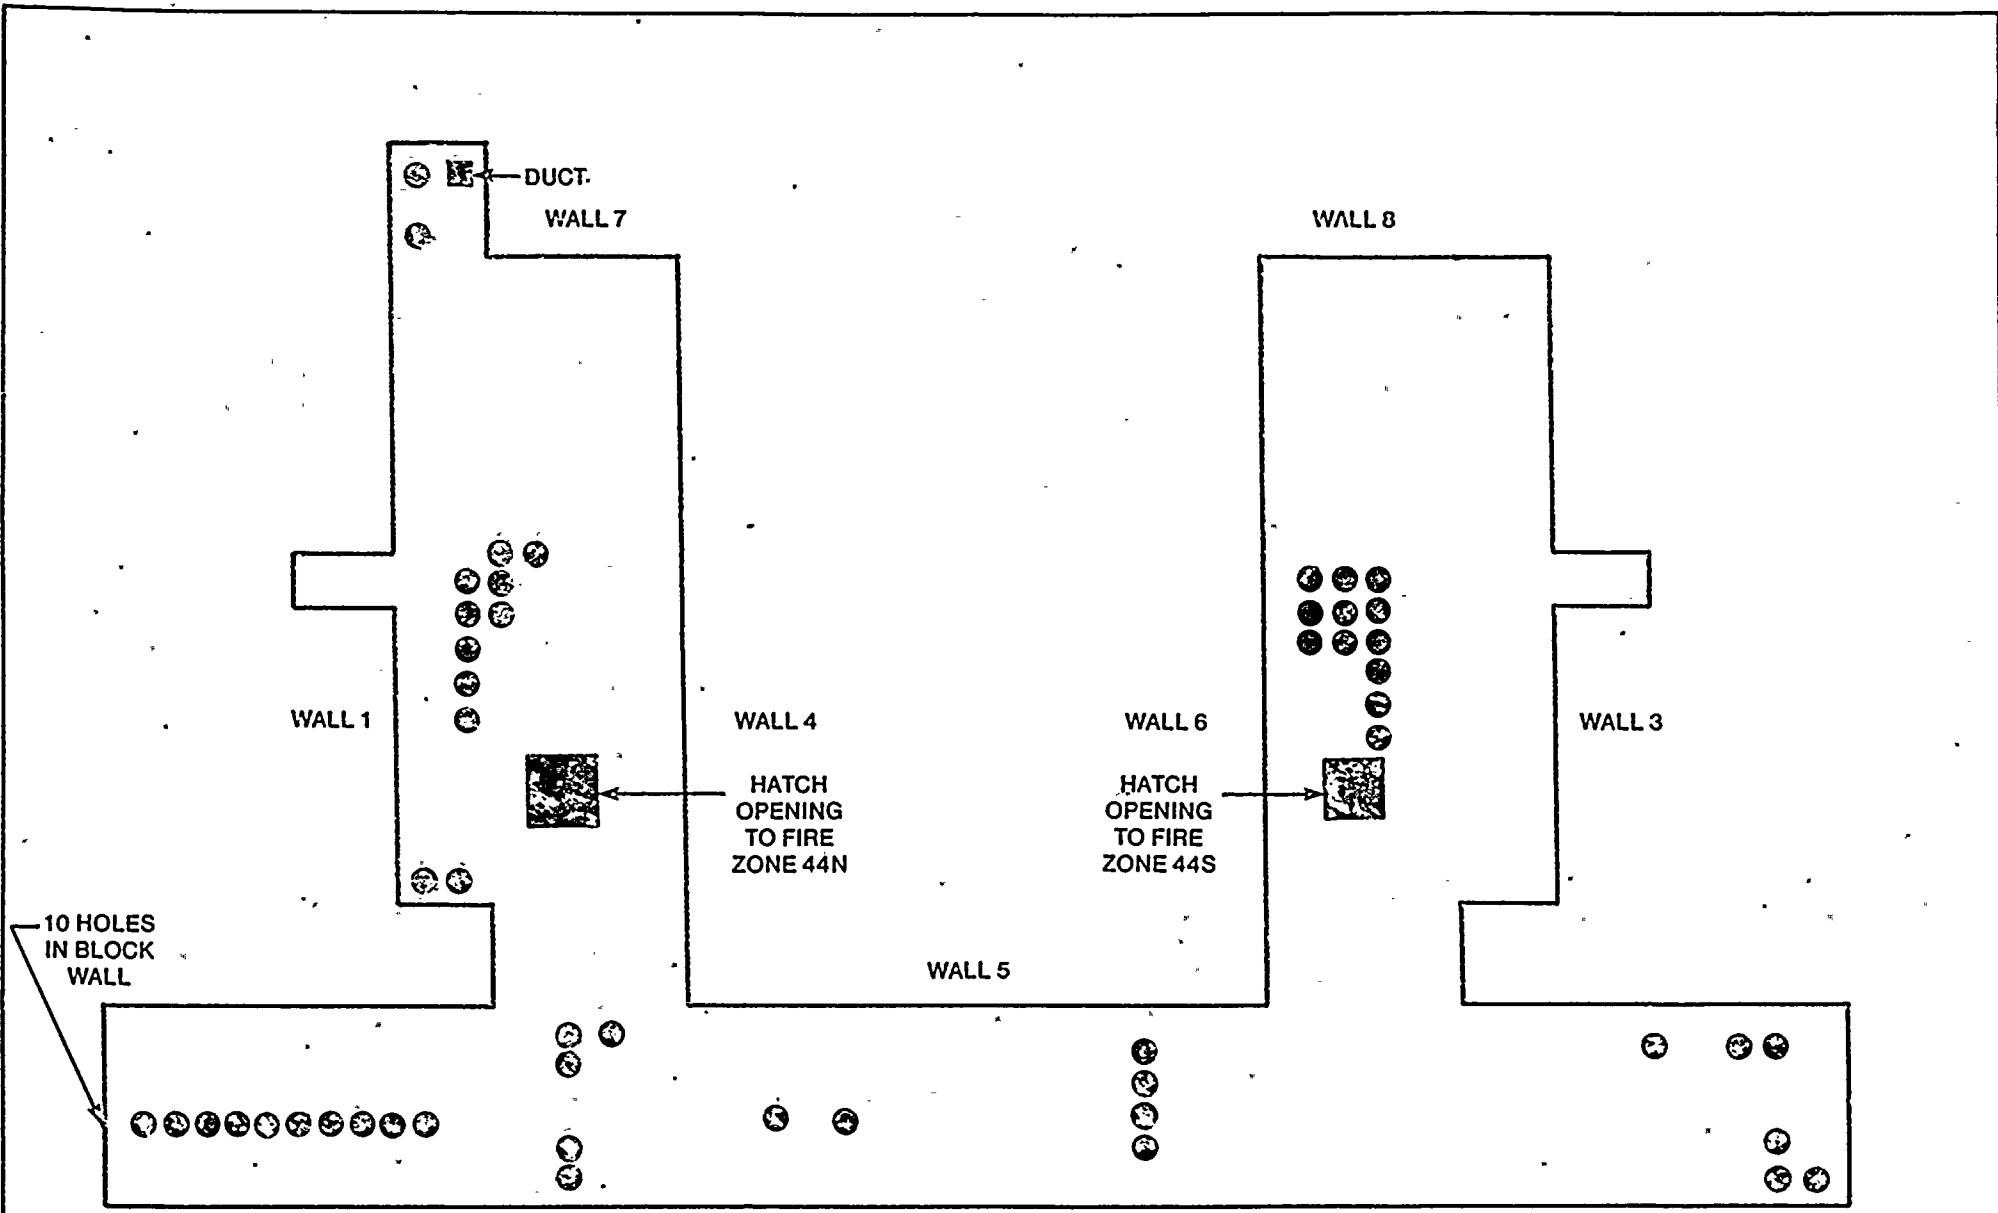 DUCT.
WALL 7
WALL 8
WALL 1
WALL 4
WALL 6
WALL 3
HATCH
OPENING
TO FIRE
ZONE 44N
HATCH
OPENING
TO FIRE
ZONE 44S
10 HOLES
IN BLOCK
WALL
WALL 5